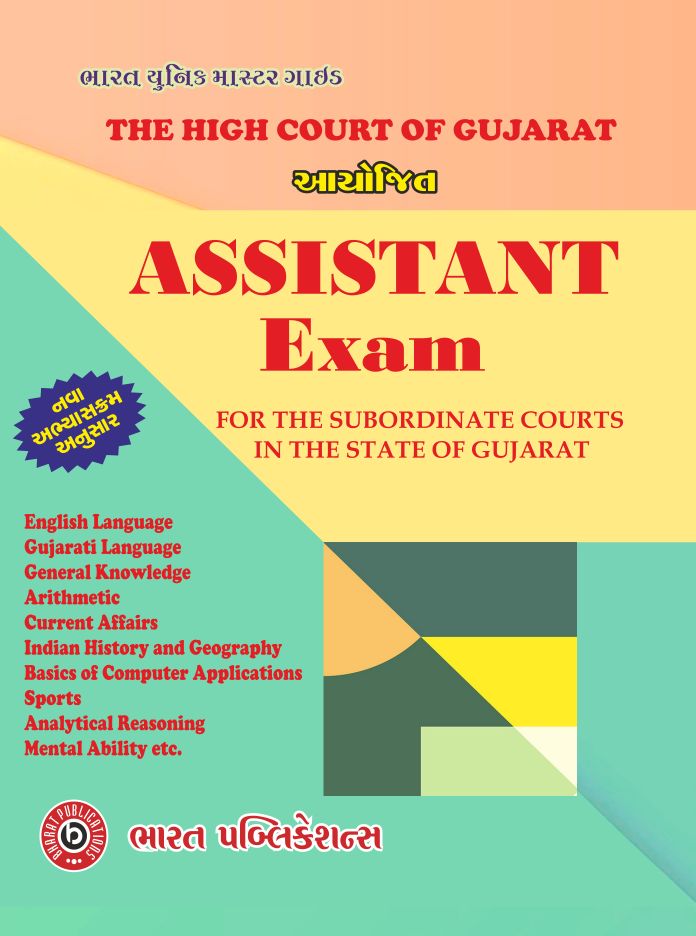 ભારત યુનિક માસ્ટર ગાઇડ
THE HIGH COURT OF GUJARAT
આયોજિત
ASSISTANT
Exam
FOR THE SUBORDINATE COURTS
IN THE STATE OF GUJARAT
નવા
અભ્યાસક્રમ
અનુસાર
English Language
Gujarati Language
General Knowledge
Arithmetic
Current Affairs
Indian History and Geography
Basics of Computer Applications
Sports
Analytical Reasoning
Mental Ability etc.
BHARAT PUBLICATIONS
b
ભારત પબ્લિકેશન્સ